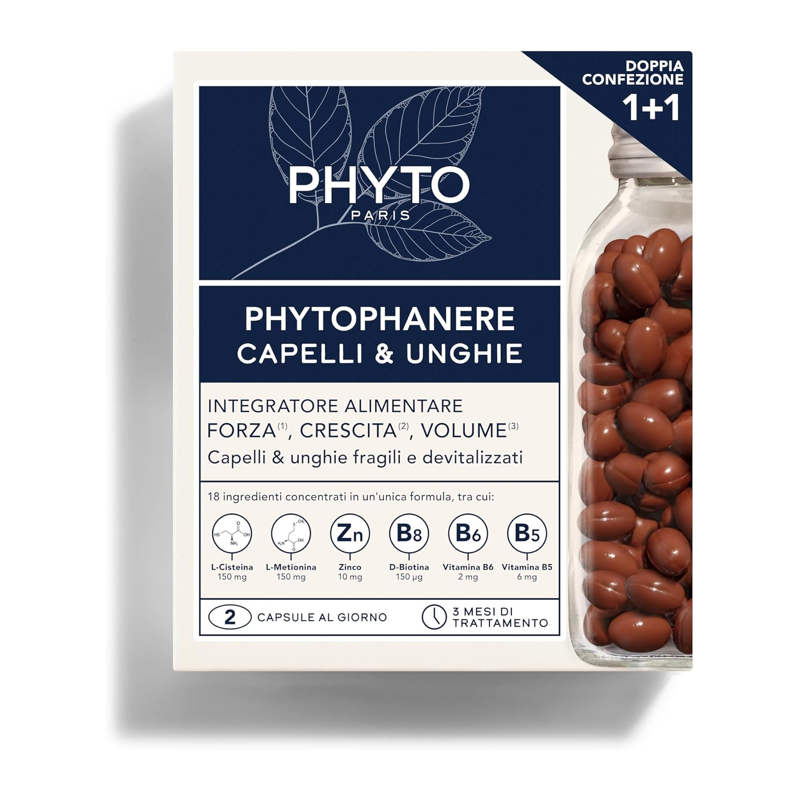 DOPPIA
CONFEZIONE
1+1
PHYTO
PARIS
PHYTOPHANERE
CAPELLI & UNGHIE
INTEGRATORE ALIMENTARE
FORZA(1), CRESCITA(2), VOLUME(3)
Capelli & unghie fragili e devitalizzati
18 ingredienti concentrati in un'unica formula, tra cui:
Zn B8 B6 B5
L-Cisteina L-Metionina Zinco D-Biotina Vitamina B6 Vitamina B5
150 mg 150 mg 10 mg 150 µg 2 mg 6 mg
2 CAPSULE AL GIORNO
3 MESI DI
TRATTAMENTO